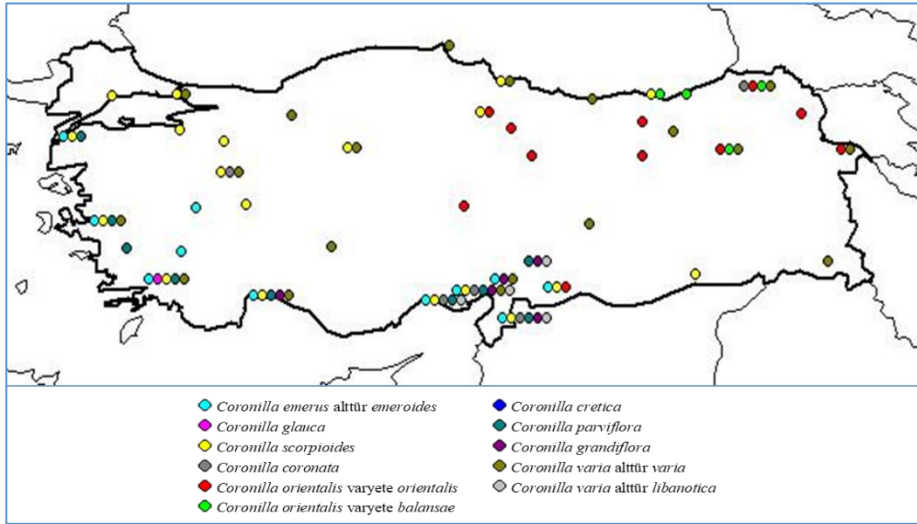 Coronilla emerus alttür emeroides
Coronilla glauca
Coronilla scorpioides
Coronilla coronata
Coronilla orientalis varyete orientalis
Coronilla orientalis varyete balansae
Coronilla cretica
Coronilla parviflora
Coronilla grandiflora
Coronilla varia alttür varia
Coronilla varia alttür libanotica